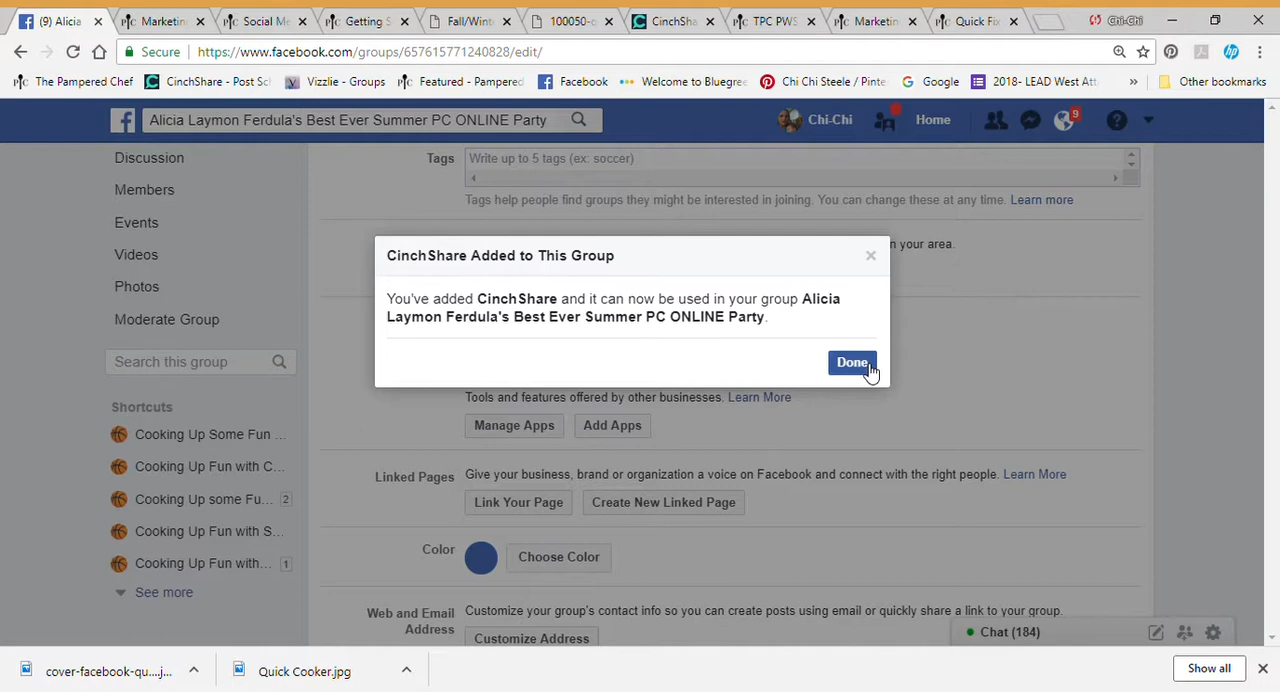 (9) Alicia
Marketin
Social Me
Getting S
Fall/Wint
100050-
CinchSha
TPC PWS
Marketin
Quick Fix
Chi-Chi
Secure https://www.facebook.com/groups/657615771240828/edit/
The Pampered Chef
CinchShare - Post Sch
Vizzlie - Groups
Featured - Pampered
Facebook
Welcome to Bluegree
Chi Chi Steele / Pinte
Google
2018- LEAD West Att
Other bookmarks
Alicia Laymon Ferdula's Best Ever Summer PC ONLINE Party
Chi-Chi
Home
9
Discussion
Members
Events
Videos
Photos
Moderate Group
Search this group
Shortcuts
Cooking Up Some Fun ...
Cooking Up Fun with C...
Cooking Up some Fu... 2
Cooking Up Fun with S...
Cooking Up Fun with... 1
See more
Tags
Write up to 5 tags (ex: soccer)
Tags help people find groups they might be interested in joining. You can change these at any time. Learn more
n your area.
CinchShare Added to This Group
You've added CinchShare and it can now be used in your group Alicia
Laymon Ferdula's Best Ever Summer PC ONLINE Party.
Done
Tools and features offered by other businesses. Learn More
Manage Apps
Add Apps
Linked Pages
Give your business, brand or organization a voice on Facebook and connect with the right people. Learn More
Link Your Page
Create New Linked Page
Color
Choose Color
Web and Email
Address
Customize your group's contact info so you can create posts using email or quickly share a link to your group.
Customize Address
Chat (184)
cover-facebook-qu....j...
Quick Cooker.jpg
Show all